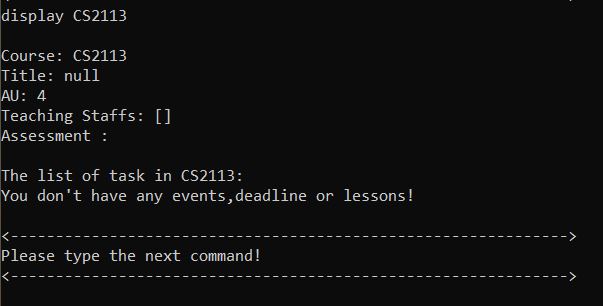 display CS2113
Course: CS2113
Title: null
AU: 4
Teaching Staffs: []
Assessment :
The list of task in CS2113:
You don't have any events,deadline or lessons!
<-------------------------------------------------------------->
Please type the next command!
<-------------------------------------------------------------->